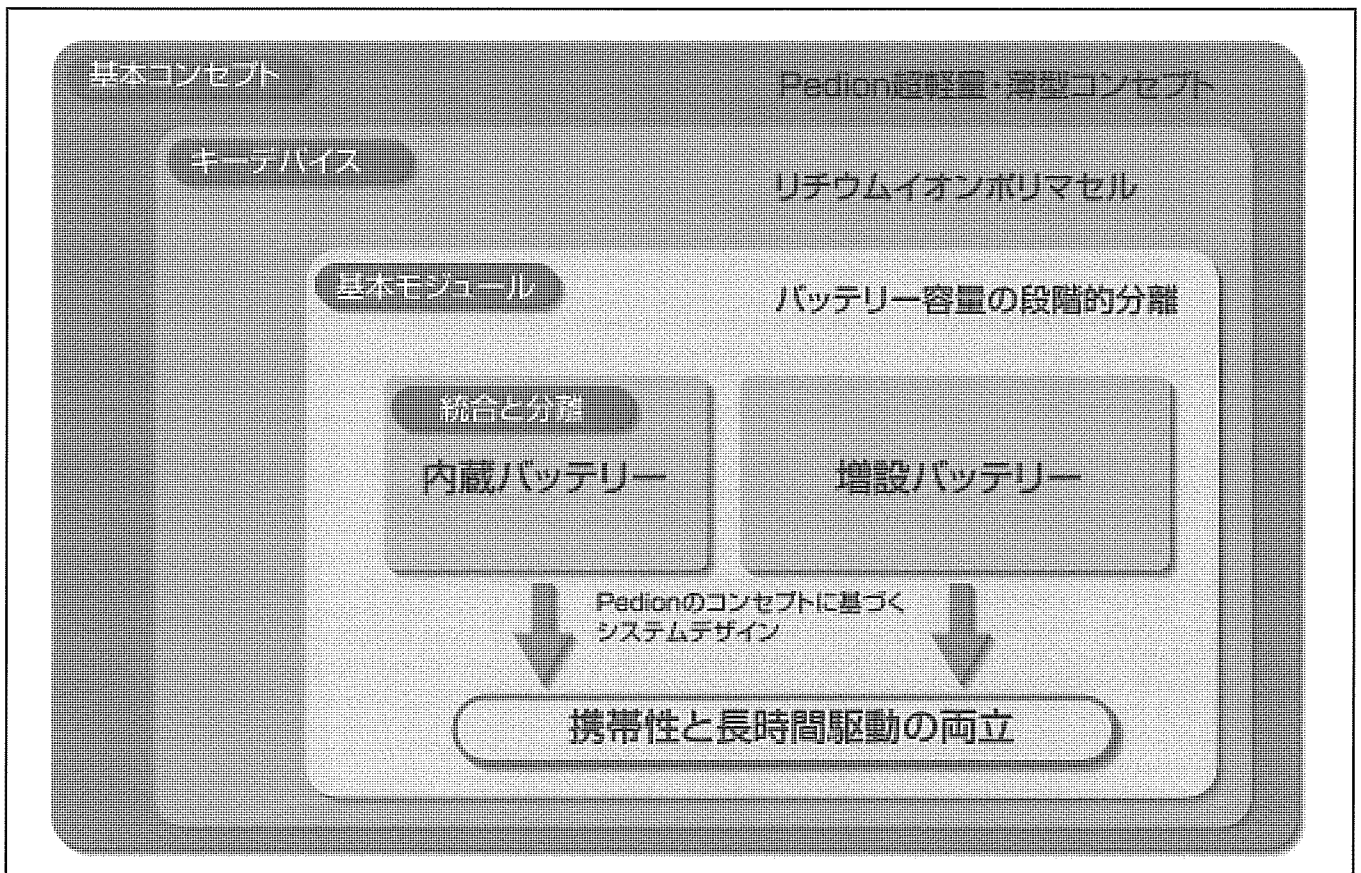 基本コンセプト
Pedion超軽量・薄型コンセプト
キーデバイス
リチウムイオンポリマセル
基本モジュール
バッテリー容量の段階的分離
統合と分離
内蔵バッテリー
増設バッテリー
Pedionのコンセプトに基づく
システムデザイン
携帯性と長時間駆動の両立